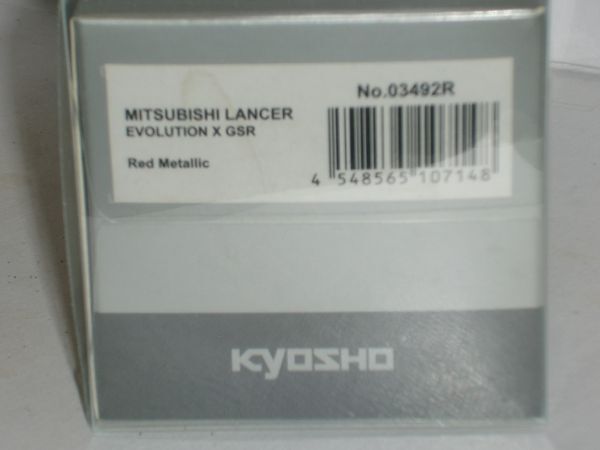 No.03492R
MITSUBISHI LANCER
EVOLUTION X GSR
Red Metallic
4 548565 107148
KYOSHO